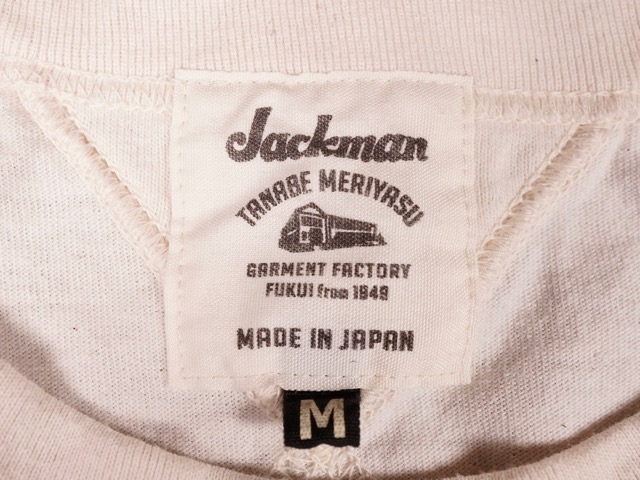 Jackman
TANABE MERIYASU
GARMENT FACTORY
FUKUI from 1949
MADE IN JAPAN
M